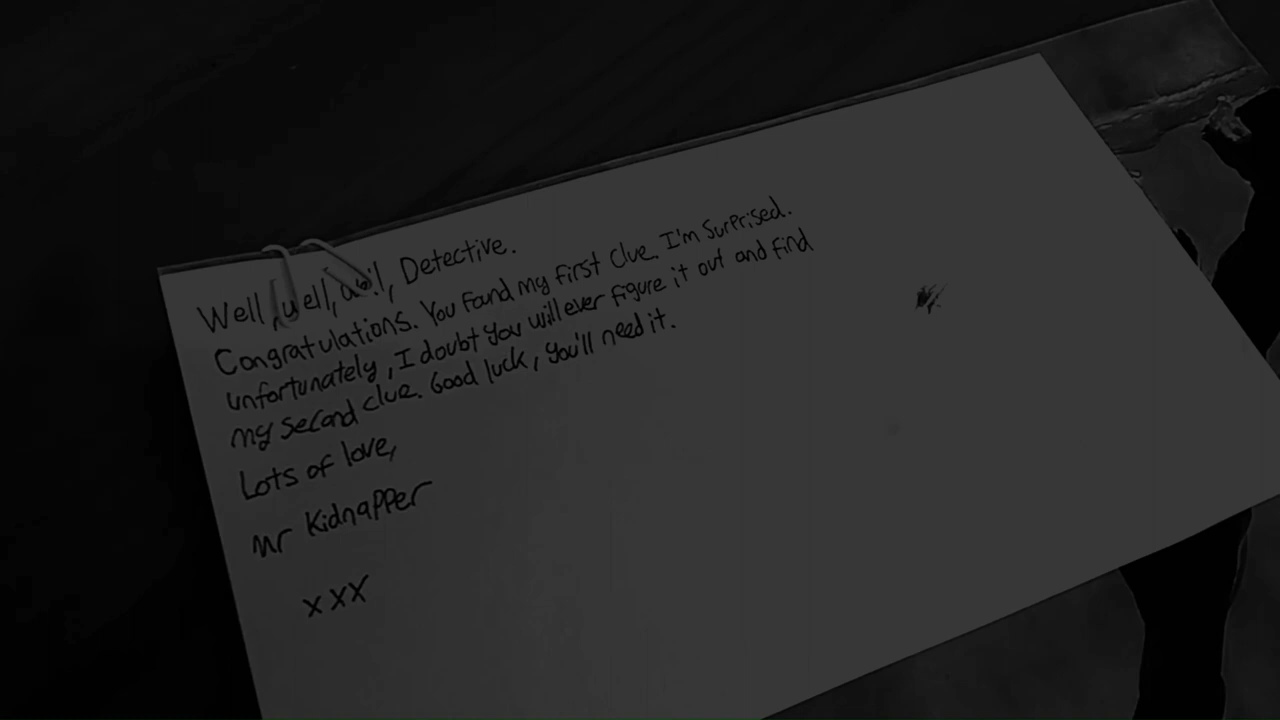 Well, well, well, Detective.
Congratulations. You found my first clue. I'm surprised.
unfortunately, I doubt you will ever figure it out and find
my second clue. Good luck, you'll need it.
Lots of love,
Mr Kidnapper
xxx